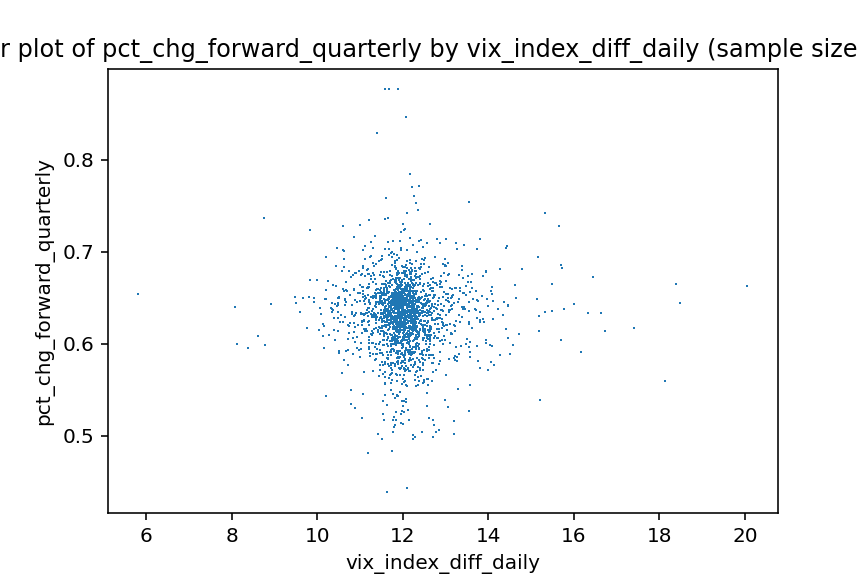 r plot of pct_chg_forward_quarterly by vix_index_diff_daily (sample size
pct_chg_forward_quarterly
0.8
0.7
0.6
0.5
6 8 10 12 14 16 18 20
vix_index_diff_daily